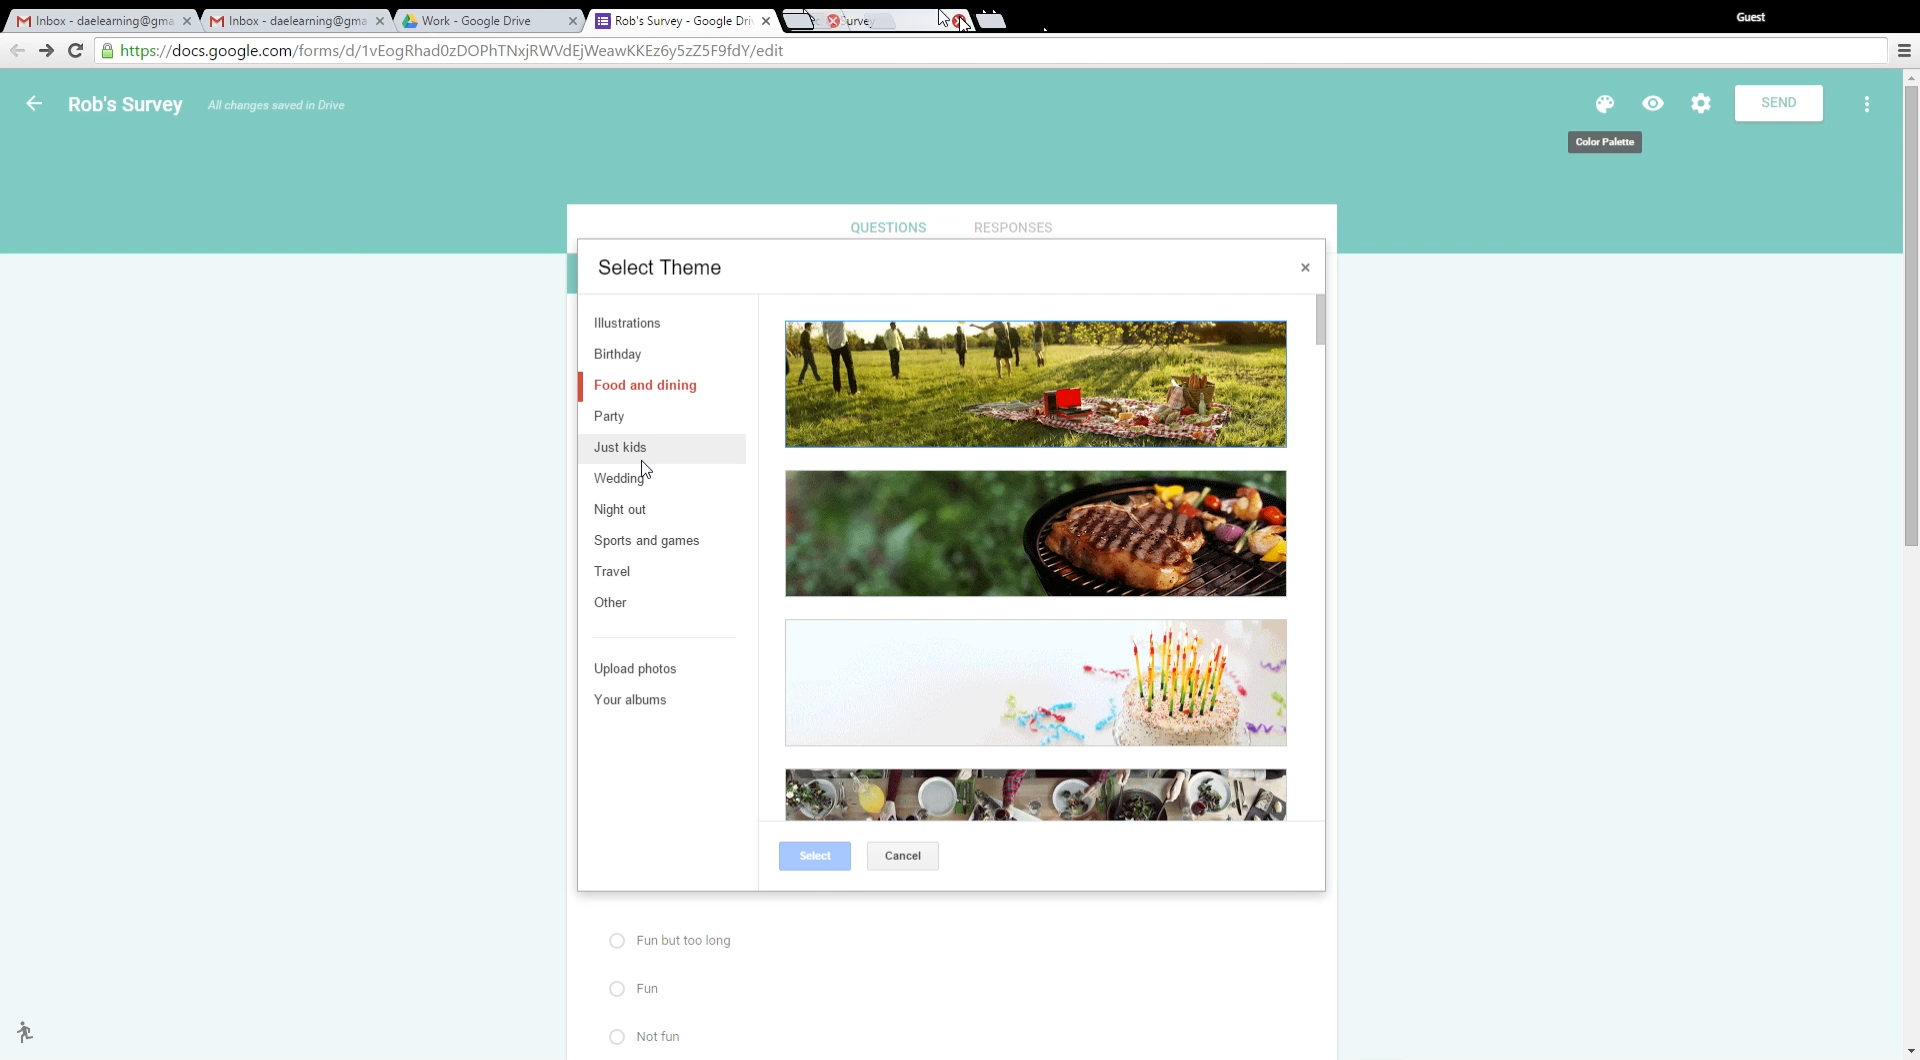 Inbox - daelearning@gma
Inbox - daelearning@gma
Work - Google Drive
Rob's Survey - Google Dri
Survey
Guest
https://docs.google.com/forms/d/1vEogRhad0zDOPhTNxjRWVdEjWeawKKEz6y5zZ5F9fdY/edit
Rob's Survey
All changes saved in Drive
SEND
Color Palette
QUESTIONS
RESPONSES
Select Theme
Illustrations
Birthday
Food and dining
Party
Just kids
Wedding
Night out
Sports and games
Travel
Other
Upload photos
Your albums
Select
Cancel
Fun but too long
Fun
Not fun